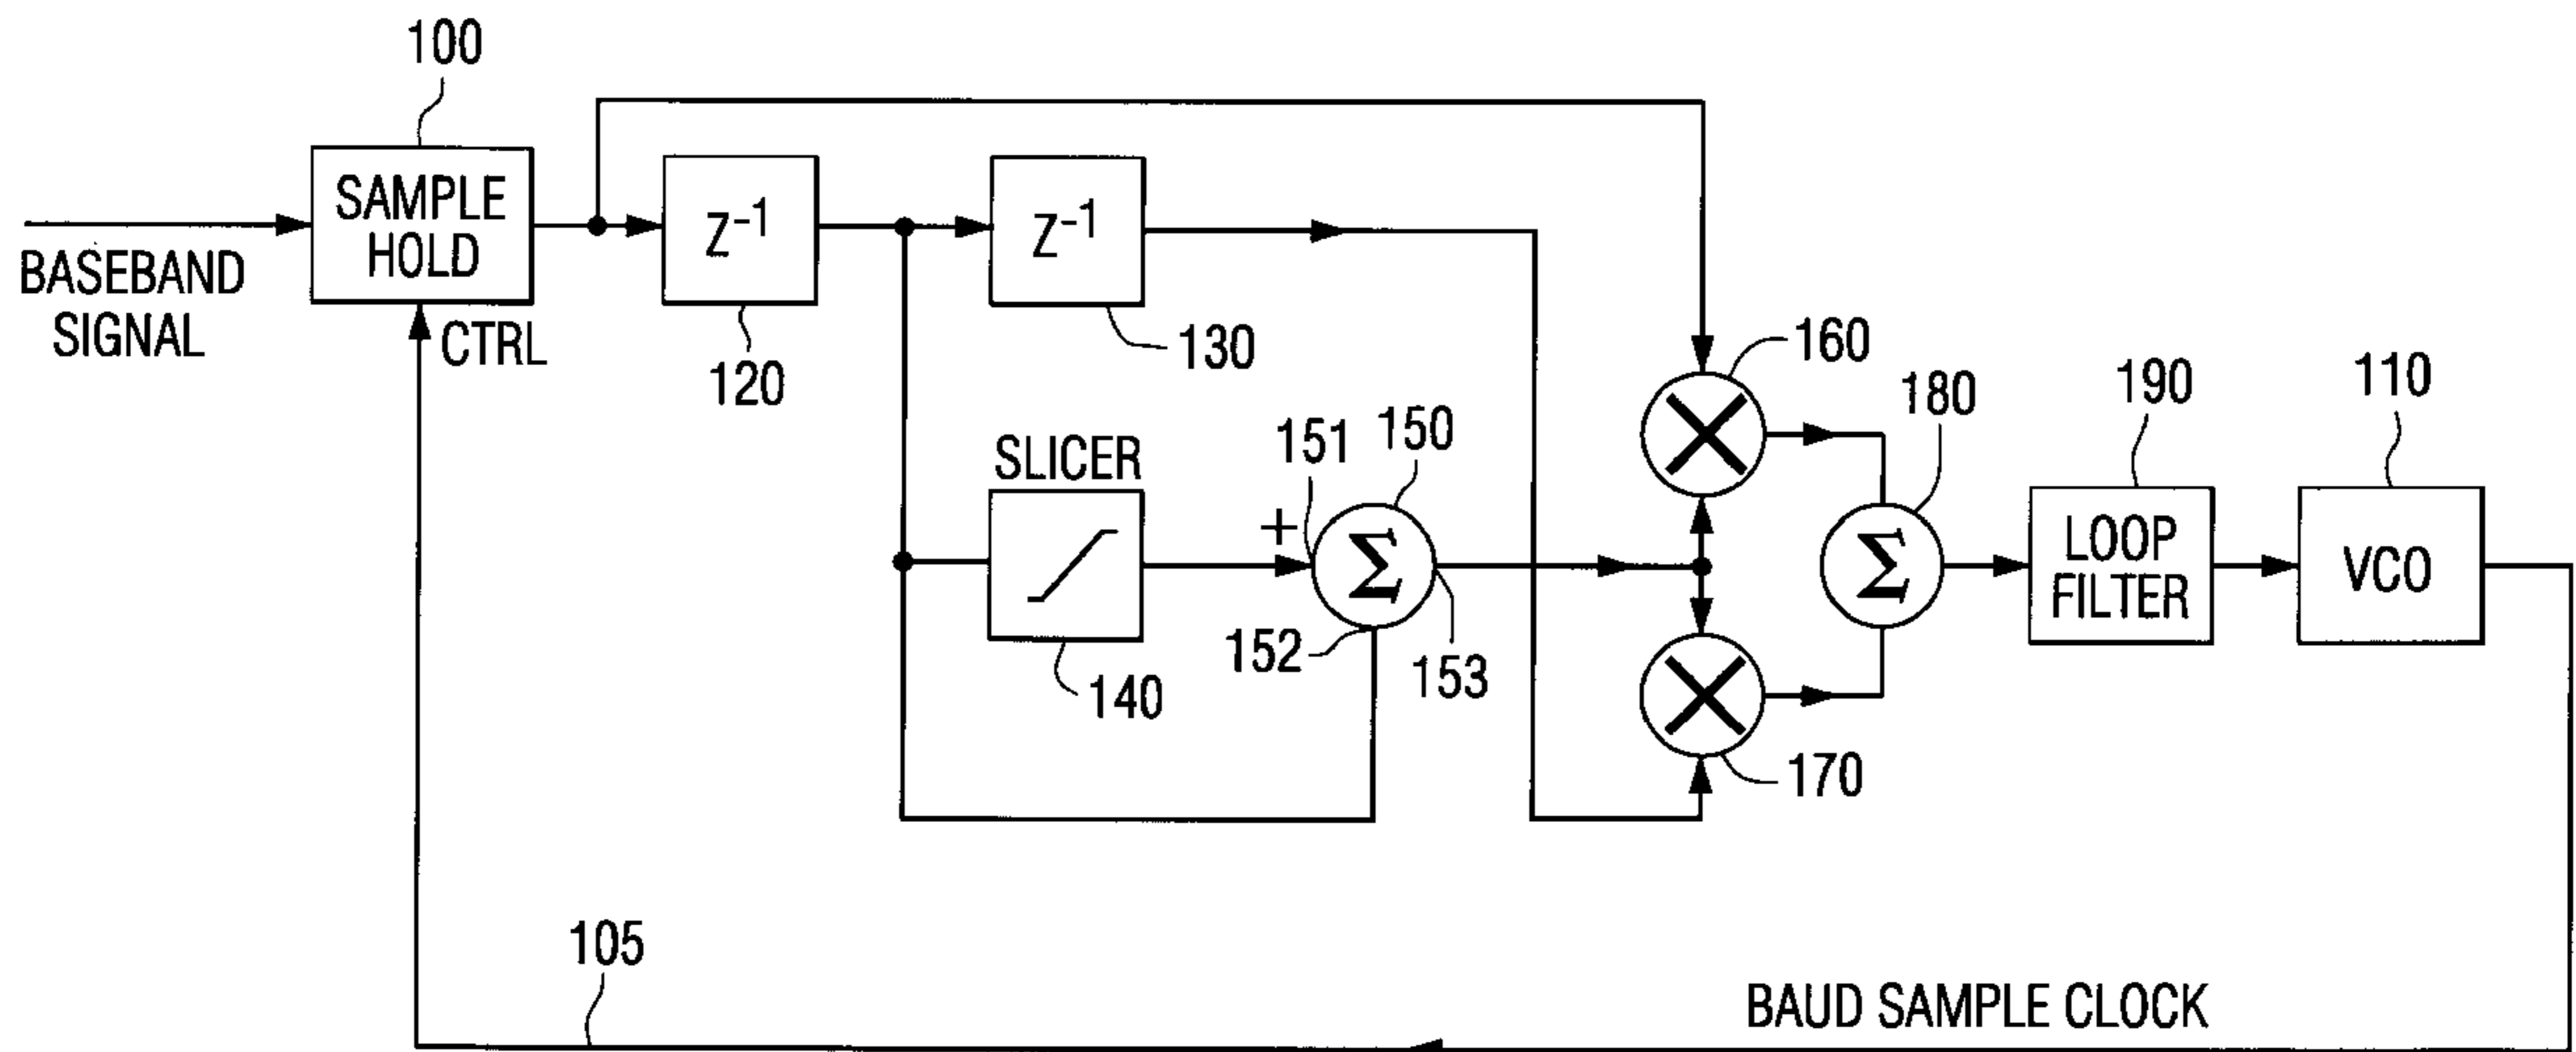 100
SAMPLE
HOLD
BASEBAND
SIGNAL
CTRL
Z⁻¹
120
Z⁻¹
130
SLICER
140
+
151
150
Σ
152
153
160
170
180
Σ
190
LOOP
FILTER
110
VCO
105
BAUD SAMPLE CLOCK